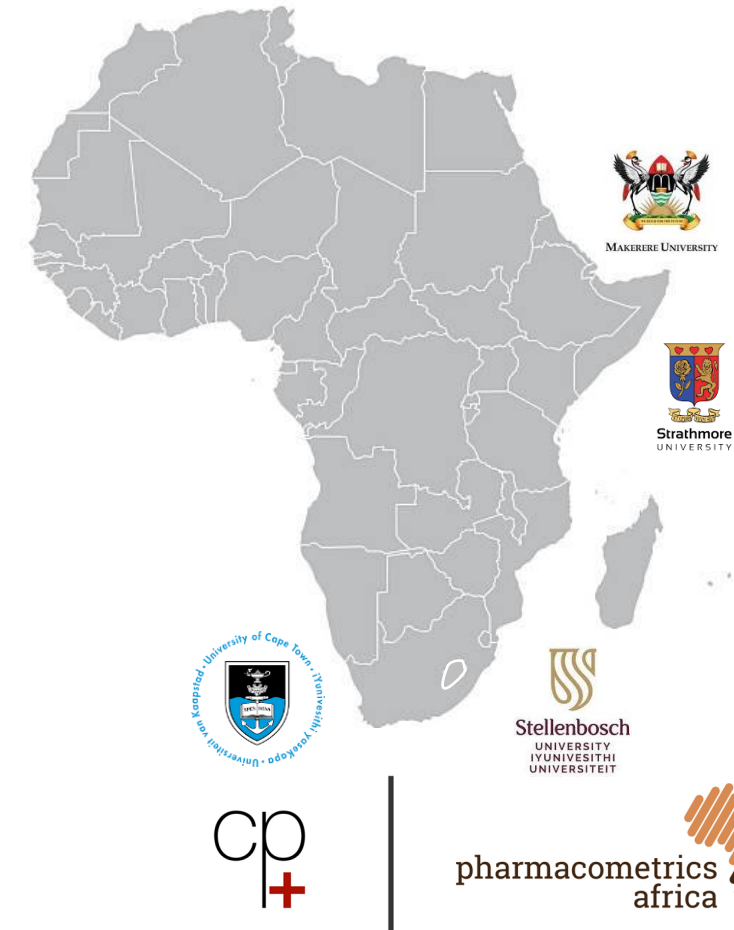 MAKERERE UNIVERSITY
Strathmore
UNIVERSITY
University of Cape Town · iYunivesithi yaseKapa · Universiteit van Kaapstad
SPES BONA
Stellenbosch
UNIVERSITY
IYUNIVESITHI
UNIVERSITEIT
cp
pharmacometrics
africa